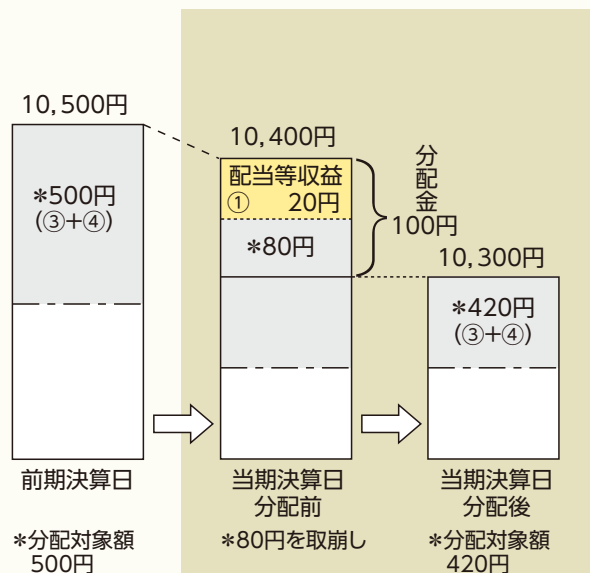 10,500円
*500円
(③+④)
前期決算日
*分配対象額
500円
10,400円
配当等収益
① 20円
*80円
分配金
100円
当期決算日
分配前
*80円を取崩し
10,300円
*420円
(③+④)
当期決算日
分配後
*分配対象額
420円